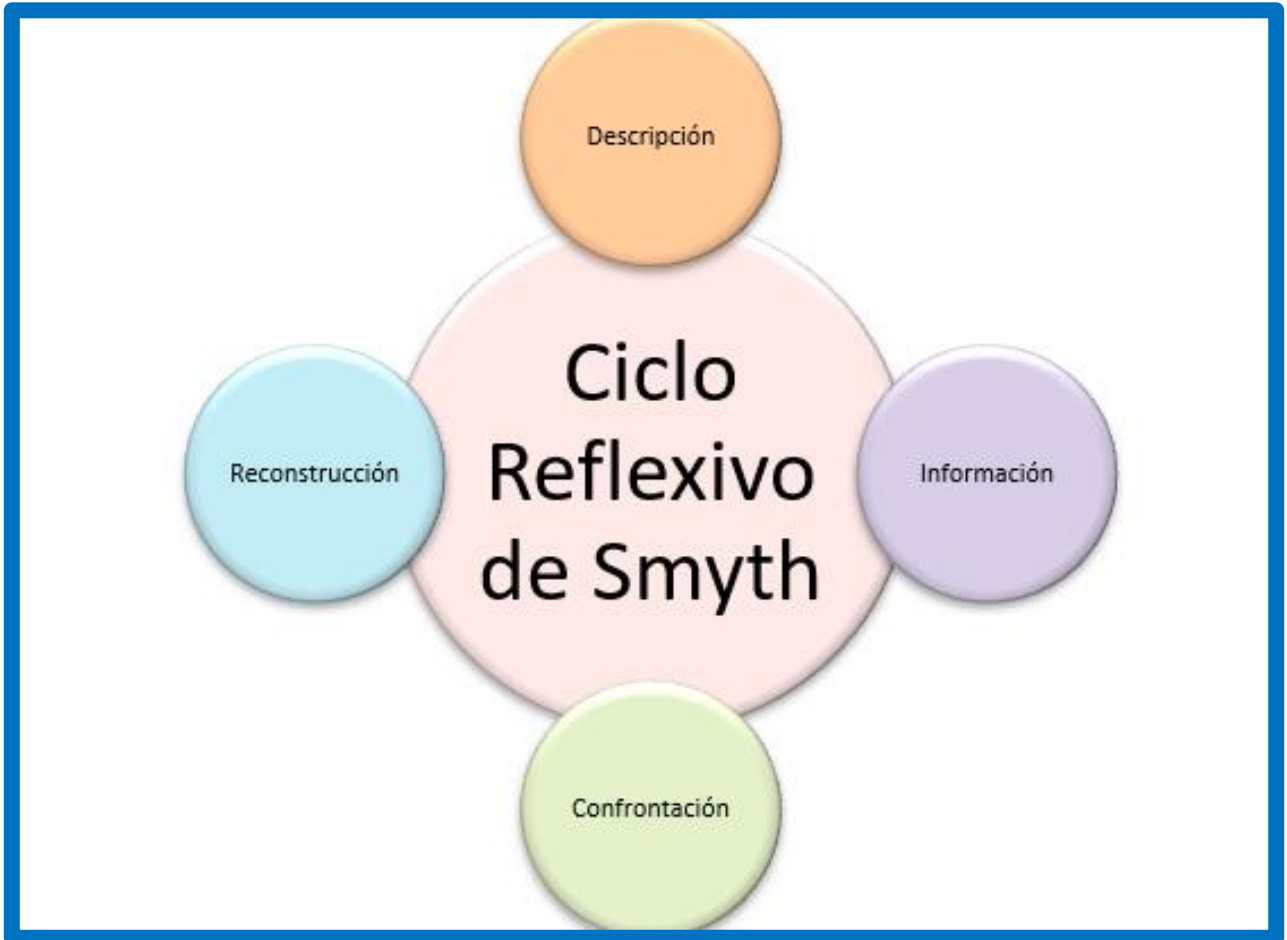 Descripción
Ciclo
Reflexivo
de Smyth
Reconstrucción
Información
Confrontación